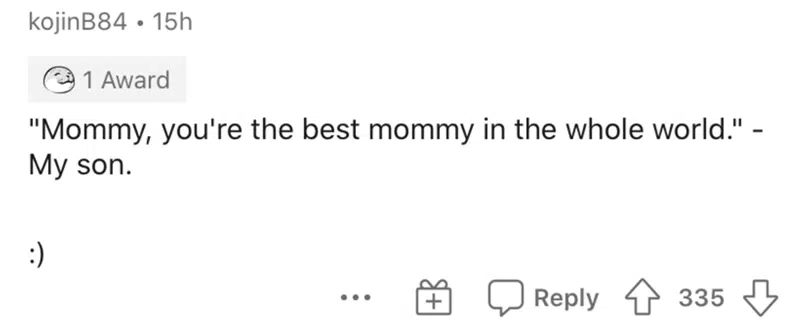 kojinB84 • 15h
1 Award
"Mommy, you're the best mommy in the whole world." -
My son.
:)
... Reply 335